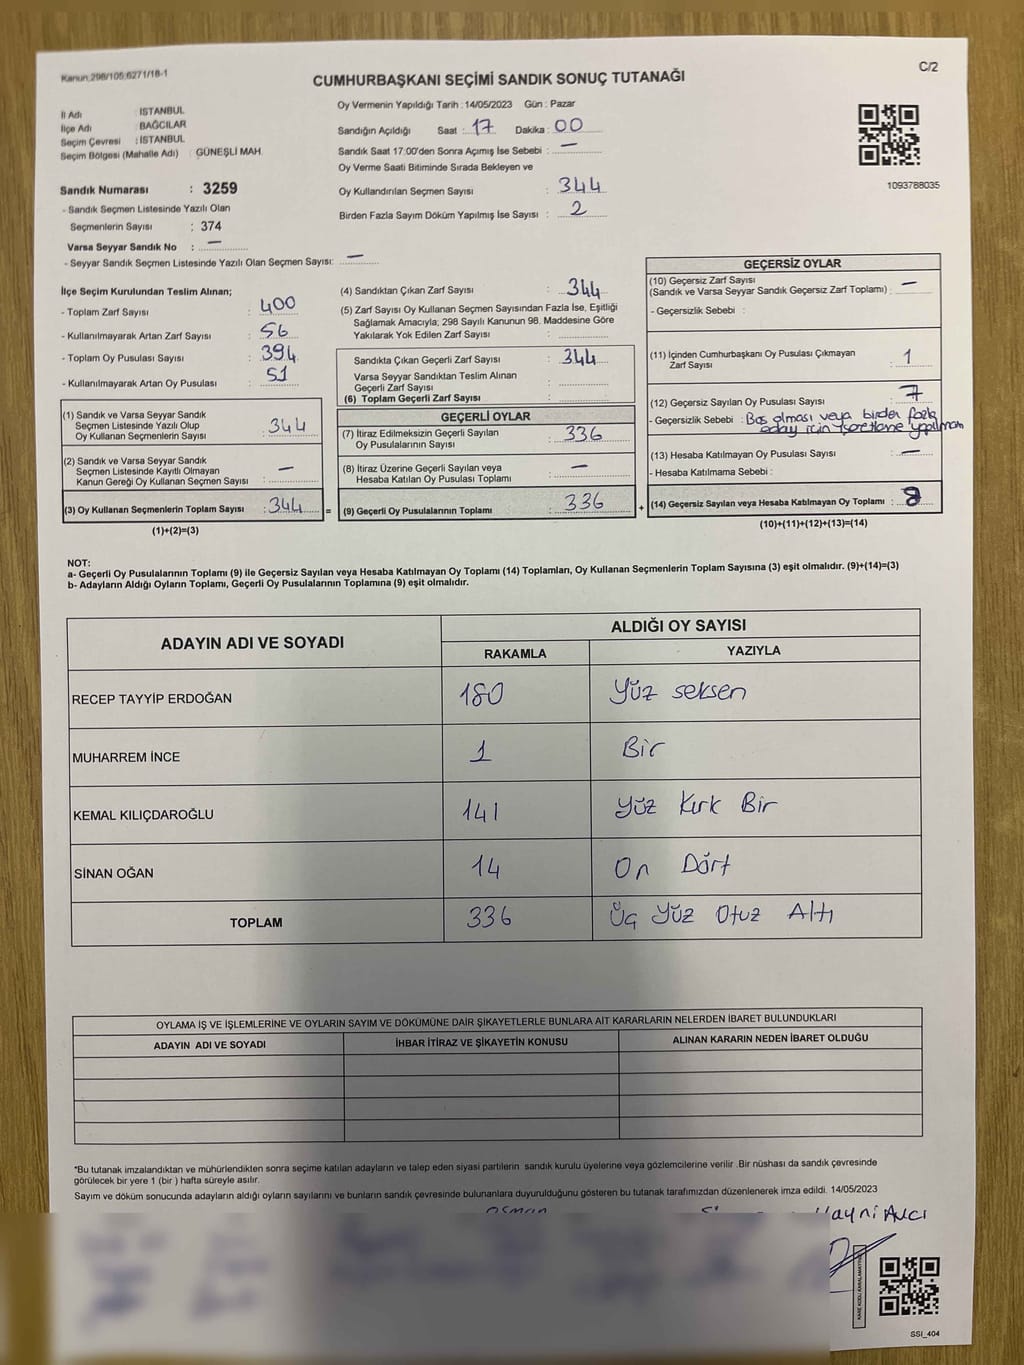 Kanun:298/105;6271/18-1
C/2
CUMHURBAŞKANI SEÇİMİ SANDIK SONUÇ TUTANAĞI
İl Adı : İSTANBUL
İlçe Adı : BAĞCILAR
Seçim Çevresi : İSTANBUL
Seçim Bölgesi (Mahalle Adı) : GÜNEŞLİ MAH.
Oy Vermenin Yapıldığı Tarih : 14/05/2023 Gün : Pazar
Sandığın Açıldığı Saat : 17 Dakika : 00
Sandık Saat 17:00'den Sonra Açımış İse Sebebi : —
Oy Verme Saati Bitiminde Sırada Bekleyen ve
Oy Kullandırılan Seçmen Sayısı : 344
Birden Fazla Sayım Döküm Yapılmış İse Sayısı : 2
1093788035
Sandık Numarası : 3259
- Sandık Seçmen Listesinde Yazılı Olan
Seçmenlerin Sayısı : 374
Varsa Seyyar Sandık No : —
- Seyyar Sandık Seçmen Listesinde Yazılı Olan Seçmen Sayısı: —
İlçe Seçim Kurulundan Teslim Alınan;
- Toplam Zarf Sayısı : 400
- Kullanılmayarak Artan Zarf Sayısı : 56
- Toplam Oy Pusulası Sayısı : 394
- Kullanılmayarak Artan Oy Pusulası : 51
(1) Sandık ve Varsa Seyyar Sandık
Seçmen Listesinde Yazılı Olup
Oy Kullanan Seçmenlerin Sayısı : 344
(2) Sandık ve Varsa Seyyar Sandık
Seçmen Listesinde Kayıtlı Olmayan
Kanun Gereği Oy Kullanan Seçmen Sayısı : —
(3) Oy Kullanan Seçmenlerin Toplam Sayısı : 344 =
(1)+(2)=(3)
(4) Sandıktan Çıkan Zarf Sayısı : 344
(5) Zarf Sayısı Oy Kullanan Seçmen Sayısından Fazla İse, Eşitliği
Sağlamak Amacıyla; 298 Sayılı Kanunun 98. Maddesine Göre
Yakılarak Yok Edilen Zarf Sayısı :
Sandıkta Çıkan Geçerli Zarf Sayısı : 344
Varsa Seyyar Sandıktan Teslim Alınan
Geçerli Zarf Sayısı :
(6) Toplam Geçerli Zarf Sayısı :
GEÇERLİ OYLAR
(7) İtiraz Edilmeksizin Geçerli Sayılan
Oy Pusulalarının Sayısı : 336
(8) İtiraz Üzerine Geçerli Sayılan veya
Hesaba Katılan Oy Pusulası Toplamı : —
(9) Geçerli Oy Pusulalarının Toplamı : 336 +
GEÇERSİZ OYLAR
(10) Geçersiz Zarf Sayısı
(Sandık ve Varsa Seyyar Sandık Geçersiz Zarf Toplamı) : —
- Geçersizlik Sebebi :
(11) İçinden Cumhurbaşkanı Oy Pusulası Çıkmayan
Zarf Sayısı : 1
(12) Geçersiz Sayılan Oy Pusulası Sayısı : 7
- Geçersizlik Sebebi : Boş olması veya birden fazla
aday için işaretleme yapılması
(13) Hesaba Katılmayan Oy Pusulası Sayısı : —
- Hesaba Katılmama Sebebi :
(14) Geçersiz Sayılan veya Hesaba Katılmayan Oy Toplamı : 8
(10)+(11)+(12)+(13)=(14)
NOT:
a- Geçerli Oy Pusulalarının Toplamı (9) ile Geçersiz Sayılan veya Hesaba Katılmayan Oy Toplamı (14) Toplamları, Oy Kullanan Seçmenlerin Toplam Sayısına (3) eşit olmalıdır. (9)+(14)=(3)
b- Adayların Aldığı Oyların Toplamı, Geçerli Oy Pusulalarının Toplamına (9) eşit olmalıdır.
ADAYIN ADI VE SOYADI
ALDIĞI OY SAYISI
RAKAMLA YAZIYLA
RECEP TAYYİP ERDOĞAN 180 Yüz seksen
MUHARREM İNCE 1 Bir
KEMAL KILIÇDAROĞLU 141 Yüz Kırk Bir
SİNAN OĞAN 14 On Dört
TOPLAM 336 Üç Yüz Otuz Altı
OYLAMA İŞ VE İŞLEMLERİNE VE OYLARIN SAYIM VE DÖKÜMÜNE DAİR ŞİKAYETLERLE BUNLARA AİT KARARLARIN NELERDEN İBARET BULUNDUKLARI
ADAYIN ADI VE SOYADI İHBAR İTİRAZ VE ŞİKAYETİN KONUSU ALINAN KARARIN NEDEN İBARET OLDUĞU
*Bu tutanak imzalandıktan ve mühürlendikten sonra seçime katılan adayların ve talep eden siyasi partilerin sandık kurulu üyelerine veya gözlemcilerine verilir .Bir nüshası da sandık çevresinde
görülecek bir yere 1 (bir ) hafta süreyle asılır.
Sayım ve döküm sonucunda adayların aldığı oyların sayılarını ve bunların sandık çevresinde bulunanlara duyurulduğunu gösteren bu tutanak tarafımızdan düzenlenerek imza edildi. 14/05/2023
Osman
Hayni Avcı
SSİ_404